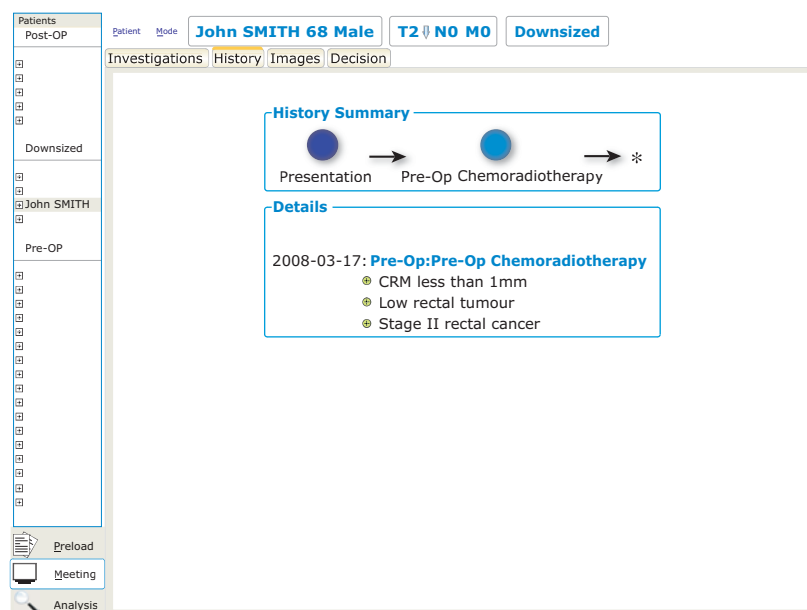 Patients
Post-OP
Downsized
John SMITH
Pre-OP
Preload
Meeting
Analysis
Patient Mode John SMITH 68 Male T2⇩N0 M0 Downsized
Investigations History Images Decision
History Summary
Presentation Pre-Op Chemoradiotherapy *
Details
2008-03-17: Pre-Op:Pre-Op Chemoradiotherapy
CRM less than 1mm
Low rectal tumour
Stage II rectal cancer